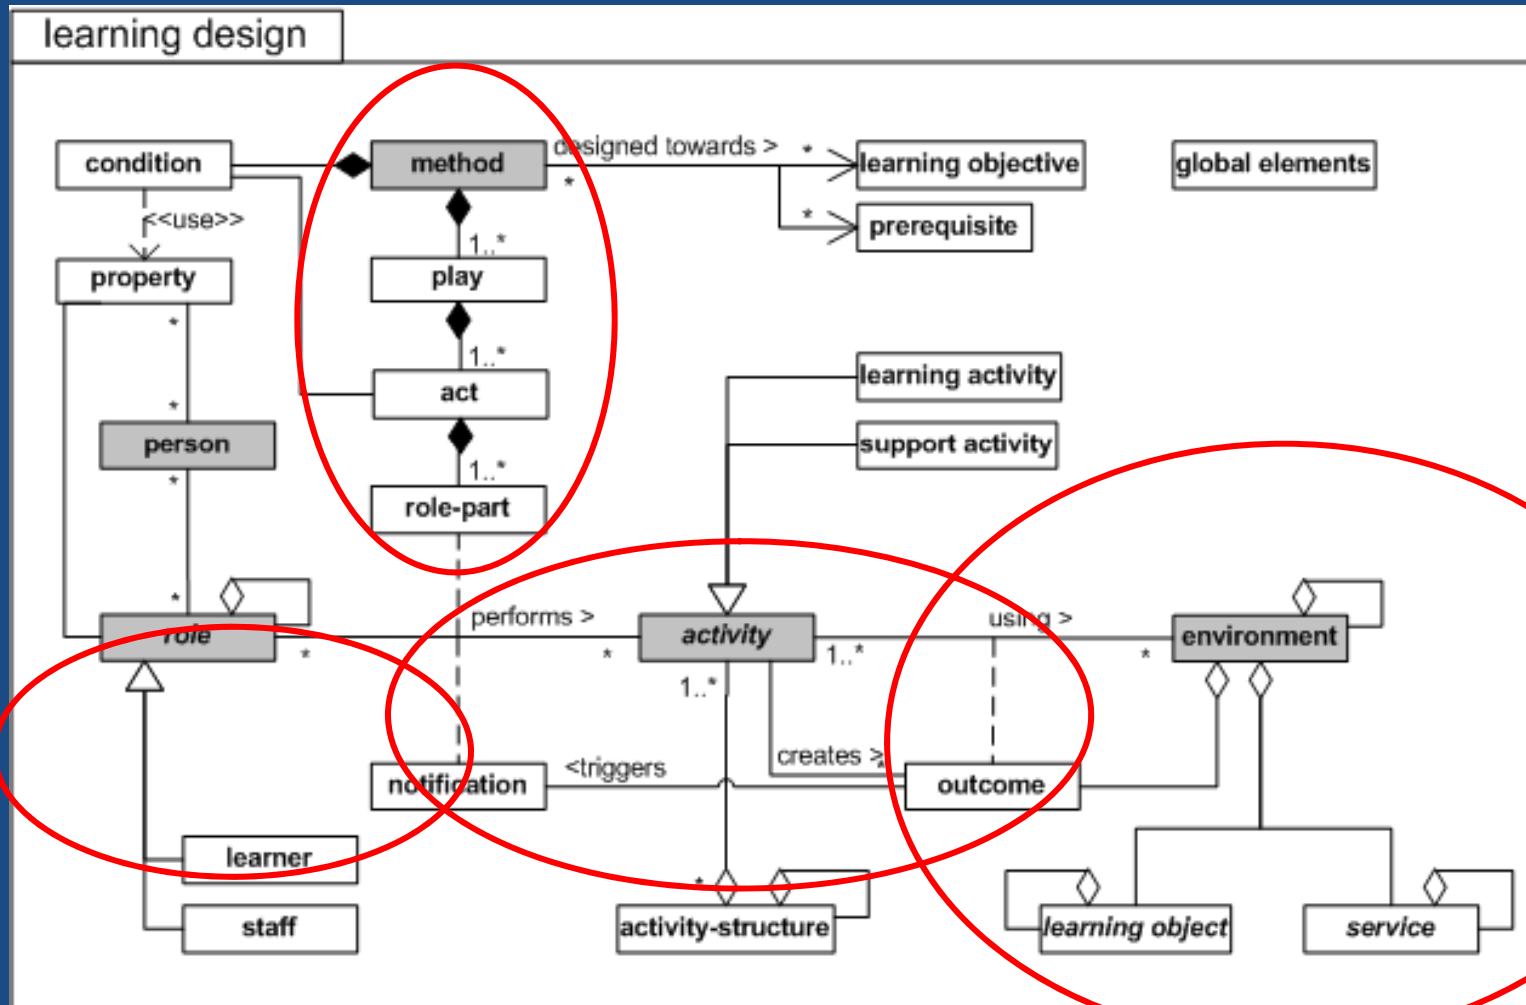 learning design
condition
method
designed towards >
*
*
learning objective
global elements
<<use>>
*
prerequisite
1..*
property
play
*
1..*
act
learning activity
*
person
support activity
*
1..*
role-part
*
role
performs >
activity
using >
environment
*
*
1..*
*
1..*
notification
<triggers
creates >
*
outcome
learner
*
staff
activity-structure
learning object
service